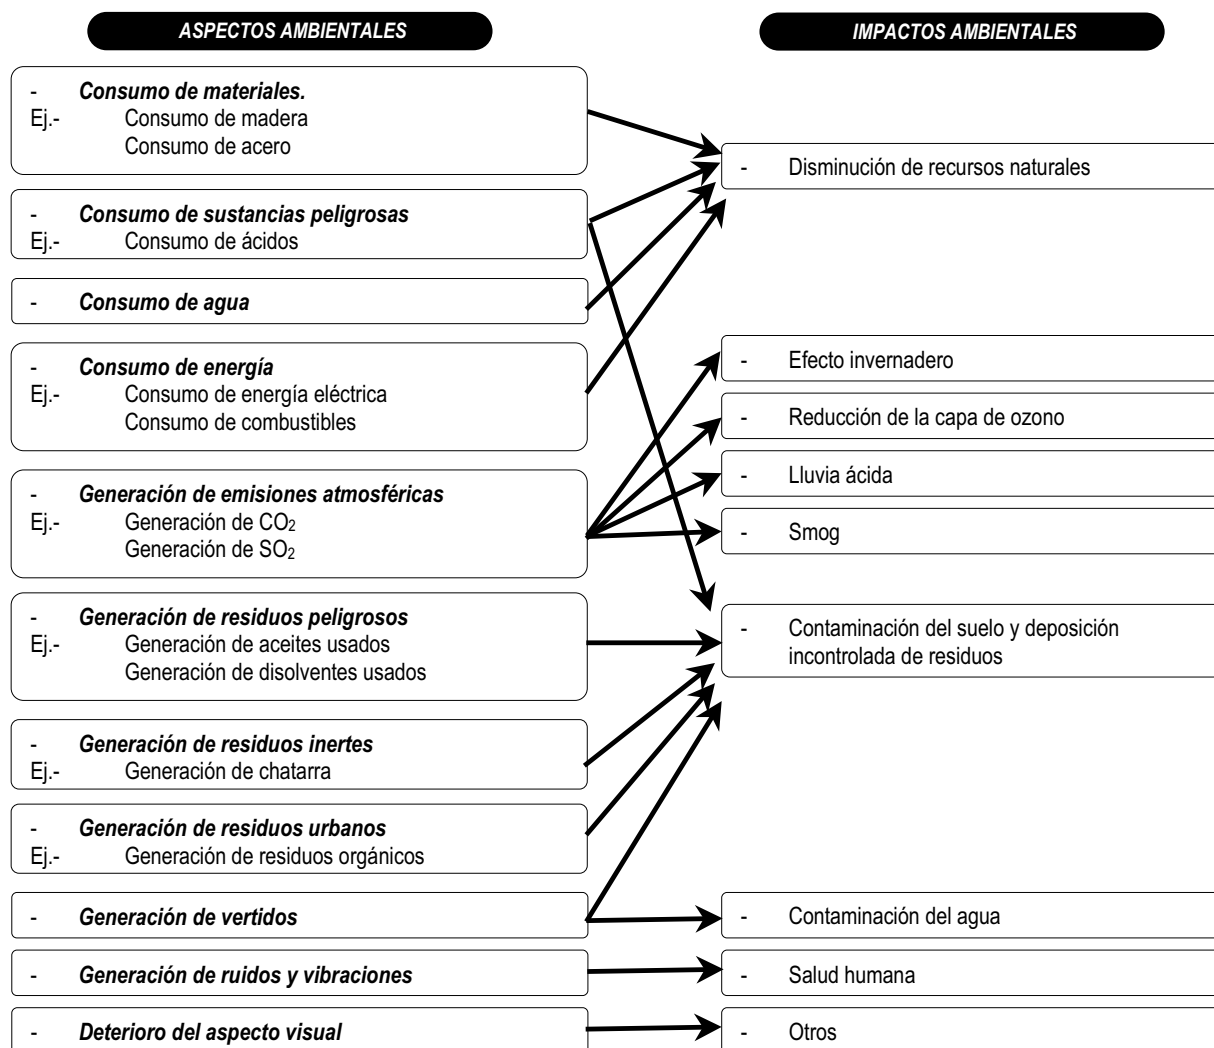 ASPECTOS AMBIENTALES
- Consumo de materiales.
Ej.- Consumo de madera
Consumo de acero
- Consumo de sustancias peligrosas
Ej.- Consumo de ácidos
- Consumo de agua
- Consumo de energía
Ej.- Consumo de energía eléctrica
Consumo de combustibles
- Generación de emisiones atmosféricas
Ej.- Generación de CO2
Generación de SO2
- Generación de residuos peligrosos
Ej.- Generación de aceites usados
Generación de disolventes usados
- Generación de residuos inertes
Ej.- Generación de chatarra
- Generación de residuos urbanos
Ej.- Generación de residuos orgánicos
- Generación de vertidos
- Generación de ruidos y vibraciones
- Deterioro del aspecto visual
IMPACTOS AMBIENTALES
- Disminución de recursos naturales
- Efecto invernadero
- Reducción de la capa de ozono
- Lluvia ácida
- Smog
- Contaminación del suelo y deposición
incontrolada de residuos
- Contaminación del agua
- Salud humana
- Otros